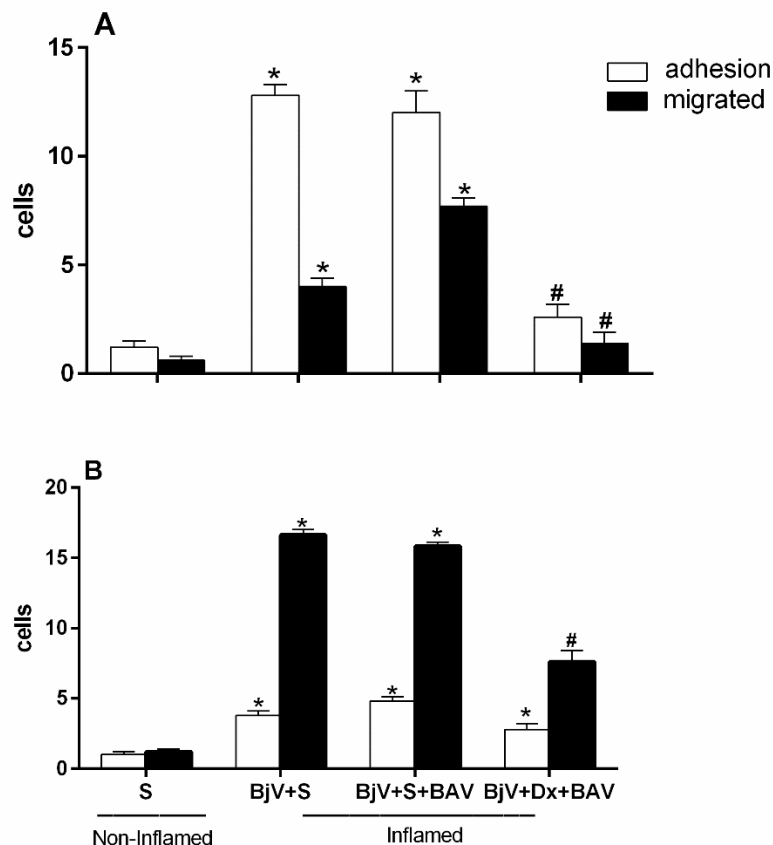 A
15
10
5
0
cells
adhesion
migrated
*
*
*
*
#
#
B
20
15
10
5
0
cells
*
*
*
*
*
#
S BjV+S BjV+S+BAV BjV+Dx+BAV
Non-Inflamed Inflamed